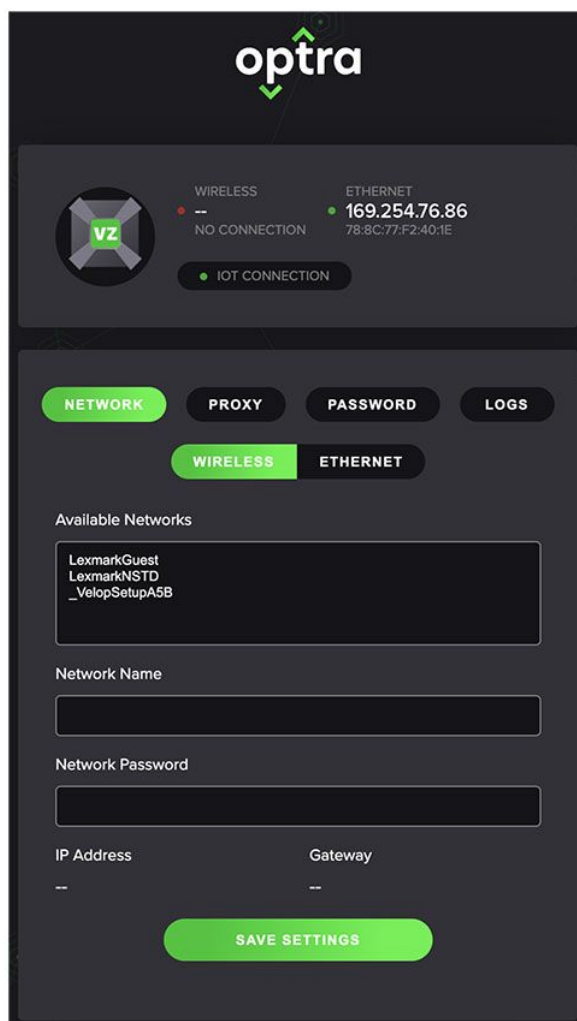 optra
WIRELESS
--
NO CONNECTION
ETHERNET
169.254.76.86
78:8C:77:F2:40:1E
VZ
IOT CONNECTION
NETWORK PROXY PASSWORD LOGS
WIRELESS ETHERNET
Available Networks
LexmarkGuest
LexmarkNSTD
_VelopSetupA5B
Network Name
Network Password
IP Address Gateway
-- --
SAVE SETTINGS